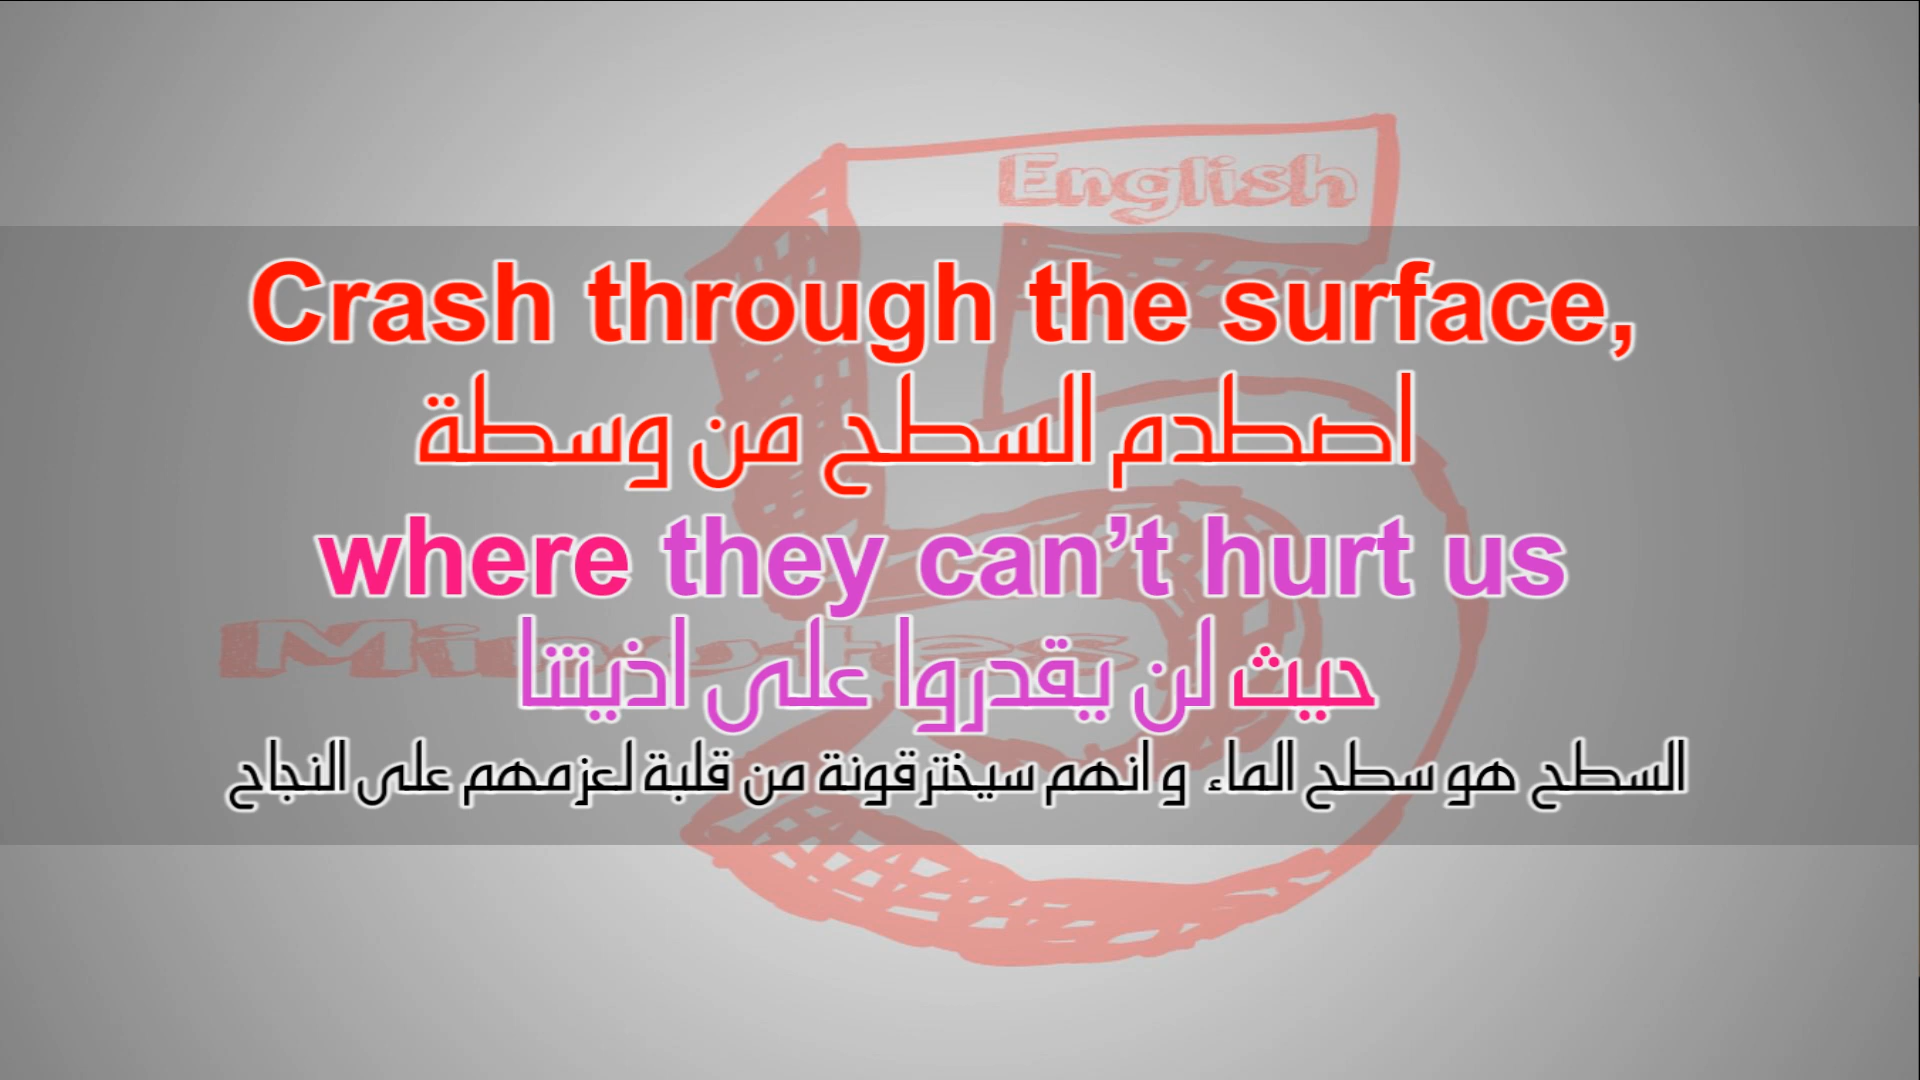 English
Crash through the surface,
اصطدم السطح من وسطة
where they can’t hurt us
حيث لن يقدروا على اذيتنا
Minutes
السطح هو سطح الماء و انهم سيخترقونة من قلبة لعزمهم على النجاح